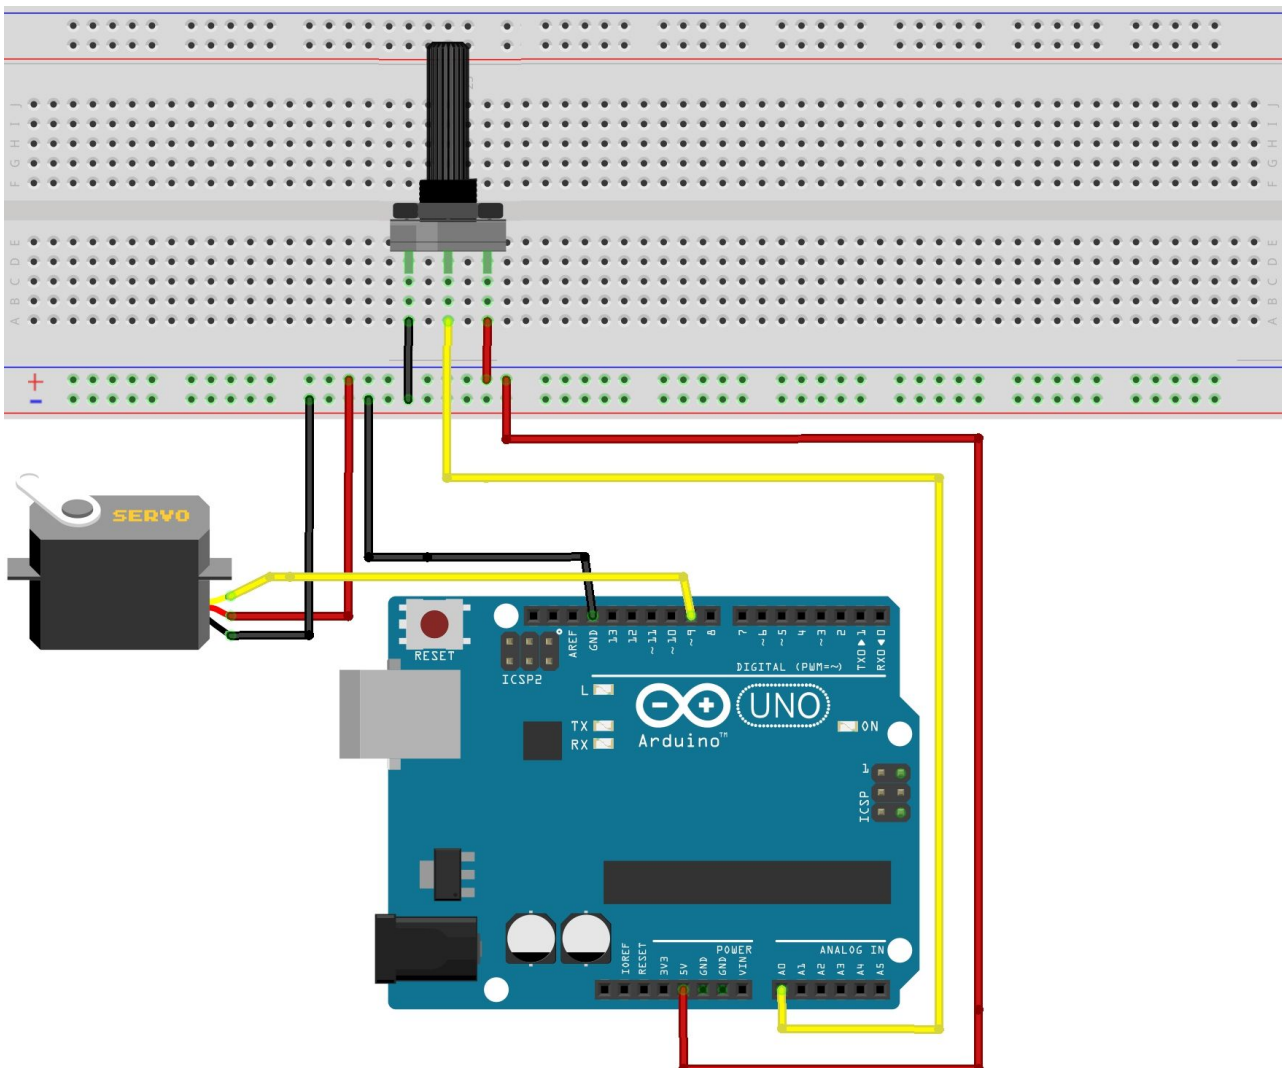 J
I
H
G
F
J
I
H
G
F
E
D
C
B
A
E
D
C
B
A
+
-
SERVO
RESET
ICSP2
AREF
GND
13
12
~11
~10
~9
8
7
~6
~5
4
~3
2
TX0▶1
RX0◀0
DIGITAL (PWM=~)
L
TX
RX
Arduino™
UNO
ON
1
ICSP
IOREF
RESET
3V3
5V
GND
GND
VIN
POWER
A0
A1
A2
A3
A4
A5
ANALOG IN